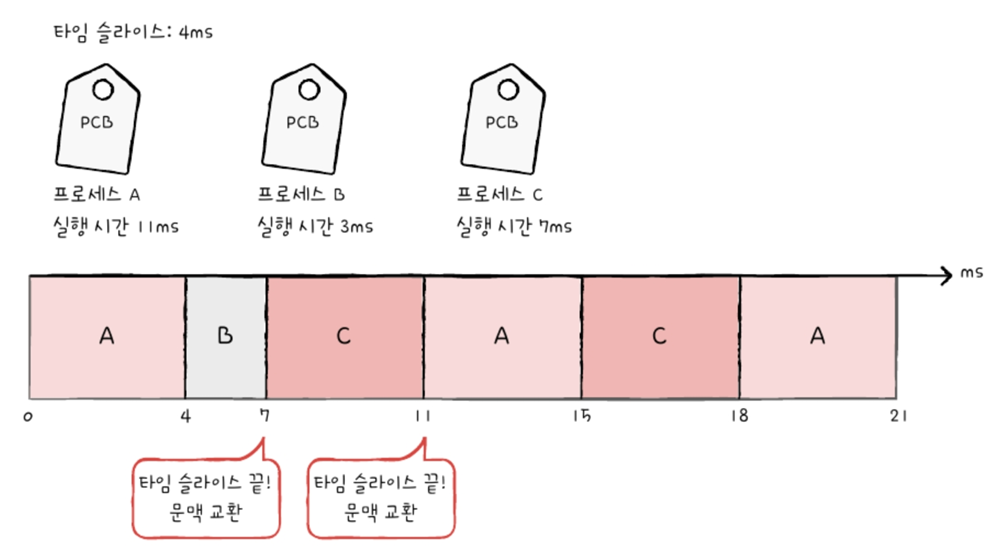 타임 슬라이스: 4ms
PCB
PCB
PCB
프로세스 A
실행 시간 11ms
프로세스 B
실행 시간 3ms
프로세스 C
실행 시간 7ms
ms
A
B
C
A
C
A
0
4
7
11
15
18
21
타임 슬라이스 끝!
문맥 교환
타임 슬라이스 끝!
문맥 교환